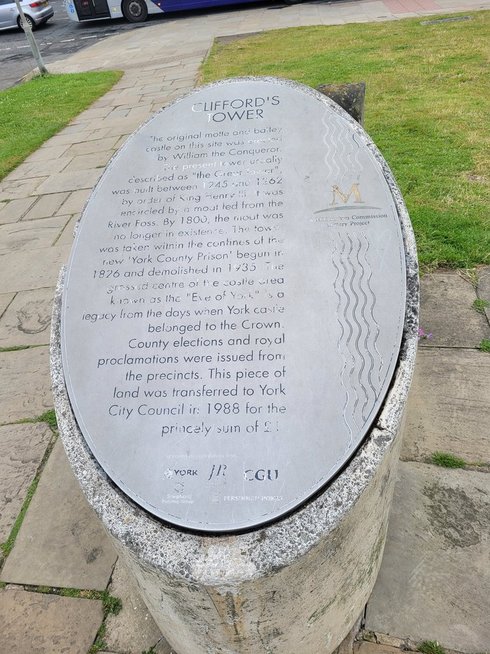 CLIFFORD'S
TOWER
The original motte and bailey
castle on this site was
by William the Conqueror.
The present tower usually
described as "the Great Tower",
was built between 1245 and 1262
by order of King Henry III. It was
encircled by a moat fed from the
River Foss. By 1800, the moat was
no longer in existence. The tower
was taken within the confines of the
new 'York County Prison' begun in
1826 and demolished in 1935. The
grassed centre of the castle area
known as the "Eye of York" is a
legacy from the days when York castle
belonged to the Crown.
County elections and royal
proclamations were issued from
the precincts. This piece of
land was transferred to York
City Council in 1988 for the
princely sum of £1.
M
Commission
Project
YORK
CGU